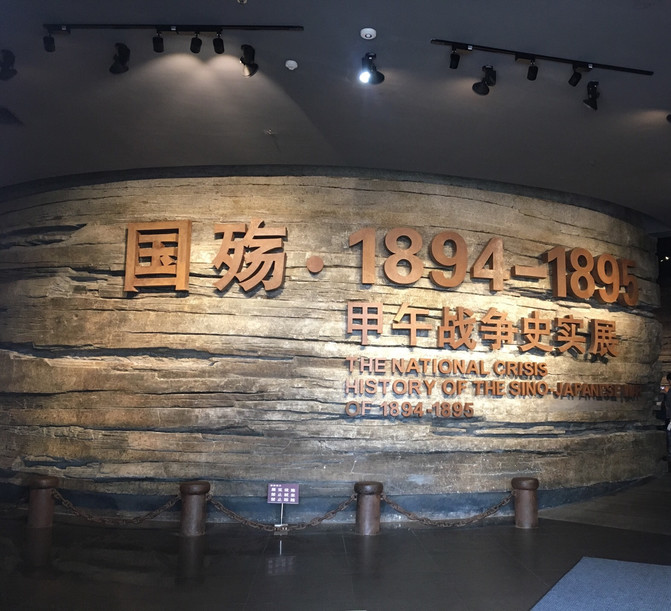 国殇·1894-1895
甲午战争史实展
THE NATIONAL CRISIS
HISTORY OF THE SINO-JAPANESE WAR
OF 1894-1895